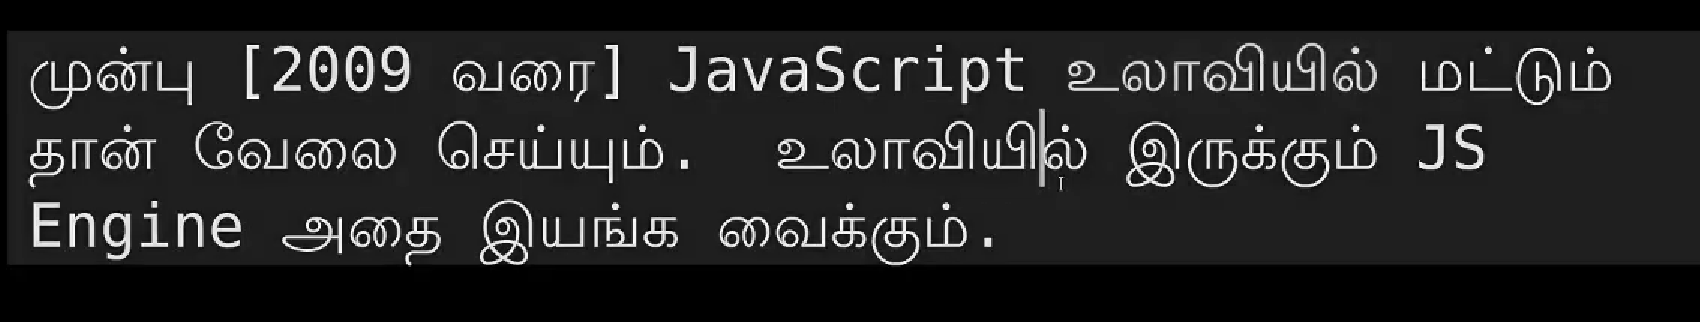 முன்பு [2009 வரை] JavaScript உலாவியில் மட்டும்
தான் வேலை செய்யும்.  உலாவியில் இருக்கும் JS
Engine அதை இயங்க வைக்கும்.